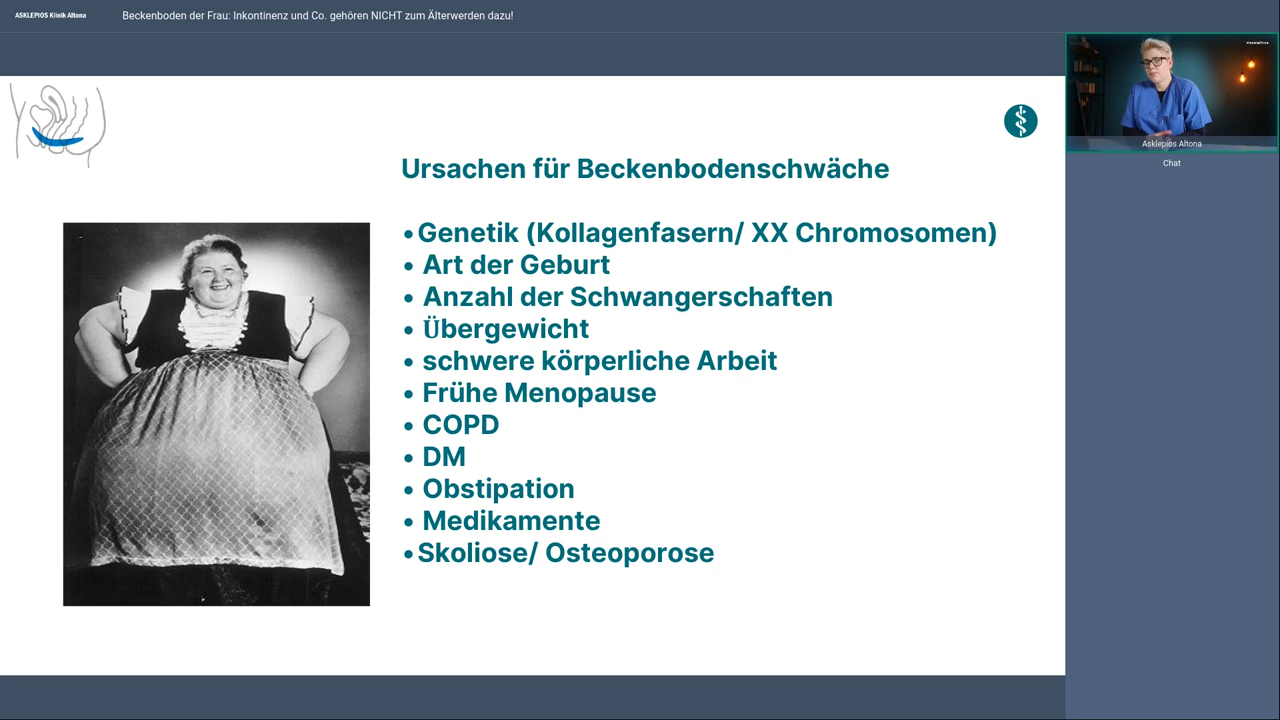 ASKLEPIOS Klinik Altona
Beckenboden der Frau: Inkontinenz und Co. gehören NICHT zum Älterwerden dazu!
Ursachen für Beckenbodenschwäche
•Genetik (Kollagenfasern/ XX Chromosomen)
• Art der Geburt
• Anzahl der Schwangerschaften
• Übergewicht
• schwere körperliche Arbeit
• Frühe Menopause
• COPD
• DM
• Obstipation
• Medikamente
•Skoliose/ Osteoporose
Asklepios Altona
Chat